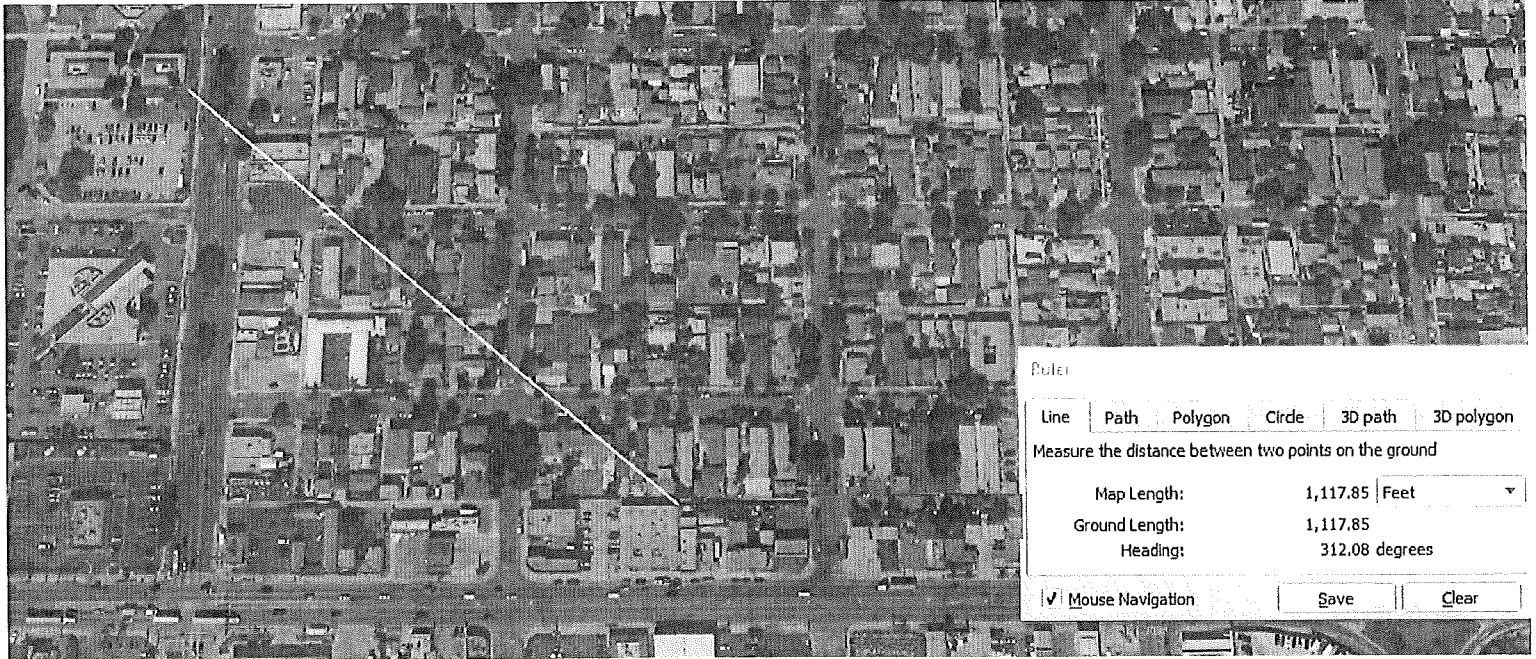 Ruler
Line Path Polygon Circle 3D path 3D polygon
Measure the distance between two points on the ground
Map Length: 1,117.85 Feet
Ground Length: 1,117.85
Heading: 312.08 degrees
Mouse Navigation Save Clear